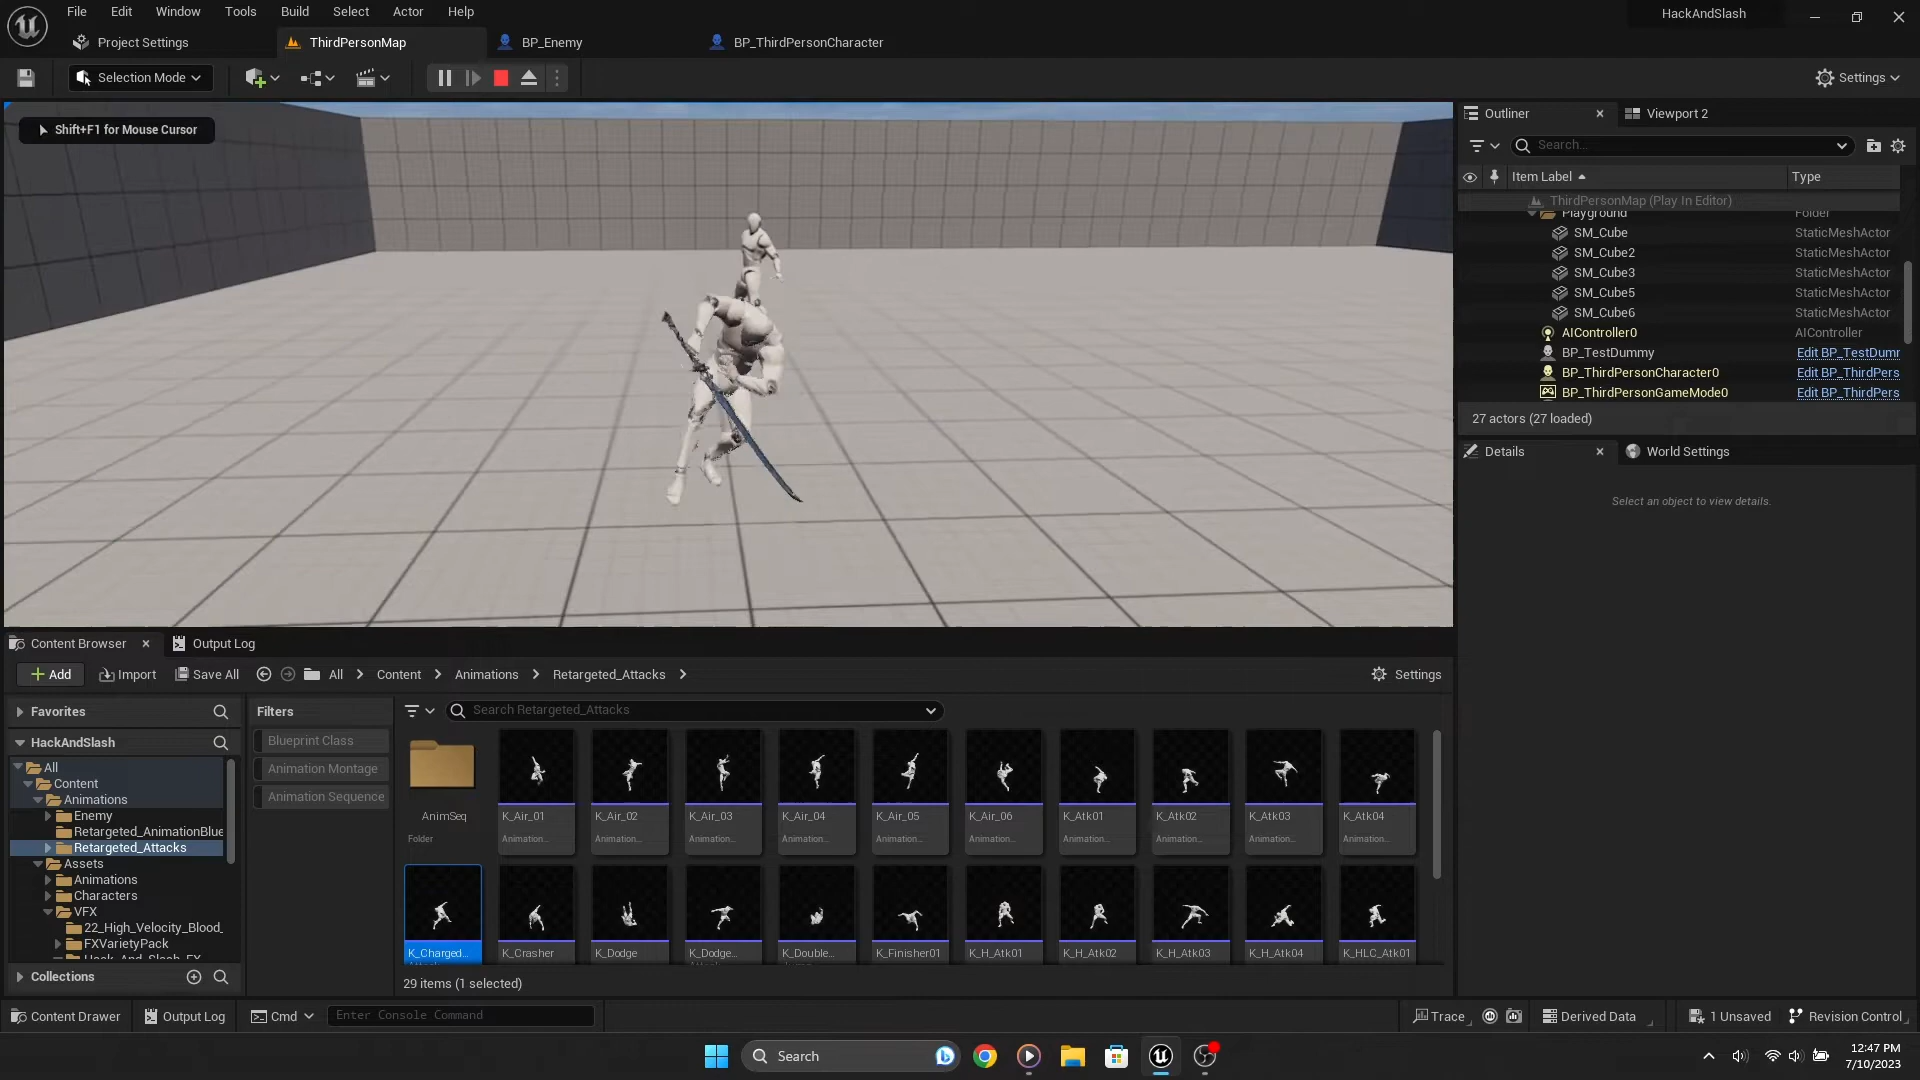 File Edit Window Tools Build Select Actor Help
HackAndSlash
Project Settings
ThirdPersonMap
BP_Enemy
BP_ThirdPersonCharacter
Selection Mode
Settings
Shift+F1 for Mouse Cursor
Outliner
Viewport 2
Search...
Item Label
Type
ThirdPersonMap (Play In Editor)
Playground Folder
SM_Cube StaticMeshActor
SM_Cube2 StaticMeshActor
SM_Cube3 StaticMeshActor
SM_Cube5 StaticMeshActor
SM_Cube6 StaticMeshActor
AIController0 AIController
BP_TestDummy Edit BP_TestDumr
BP_ThirdPersonCharacter0 Edit BP_ThirdPers
BP_ThirdPersonGameMode0 Edit BP_ThirdPers
27 actors (27 loaded)
Details
World Settings
Select an object to view details.
Content Browser
Output Log
Add Import Save All All Content Animations Retargeted_Attacks Settings
Favorites
HackAndSlash
All
Content
Animations
Enemy
Retargeted_AnimationBlue
Retargeted_Attacks
Assets
Animations
Characters
VFX
22_High_Velocity_Blood_
FXVarietyPack
Hack_And_Slash_FX
Collections
Filters
Blueprint Class
Animation Montage
Animation Sequence
Search Retargeted_Attacks
AnimSeq K_Air_01 K_Air_02 K_Air_03 K_Air_04 K_Air_05 K_Air_06 K_Atk01 K_Atk02 K_Atk03 K_Atk04
Folder Animation... Animation... Animation... Animation... Animation... Animation... Animation... Animation... Animation... Animation...
K_Charged... K_Crasher K_Dodge K_Dodge... K_Double... K_Finisher01 K_H_Atk01 K_H_Atk02 K_H_Atk03 K_H_Atk04 K_HLC_Atk01
29 items (1 selected)
Content Drawer Output Log Cmd Enter Console Command Trace Derived Data 1 Unsaved Revision Control
Search
12:47 PM
7/10/2023